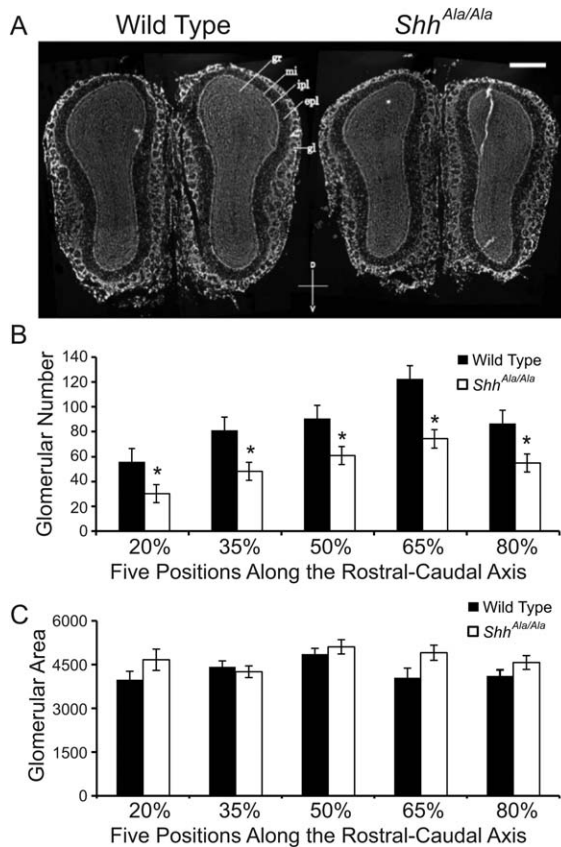 A
Wild Type
Shh^Ala/Ala
gr
mi
ipl
epl
gl
D
V
B
Glomerular Number
140
120
100
80
60
40
20
0
Wild Type
Shh^Ala/Ala
*
*
*
*
*
20%
35%
50%
65%
80%
Five Positions Along the Rostral-Caudal Axis
C
Glomerular Area
6000
4500
3000
1500
0
Wild Type
Shh^Ala/Ala
20%
35%
50%
65%
80%
Five Positions Along the Rostral-Caudal Axis